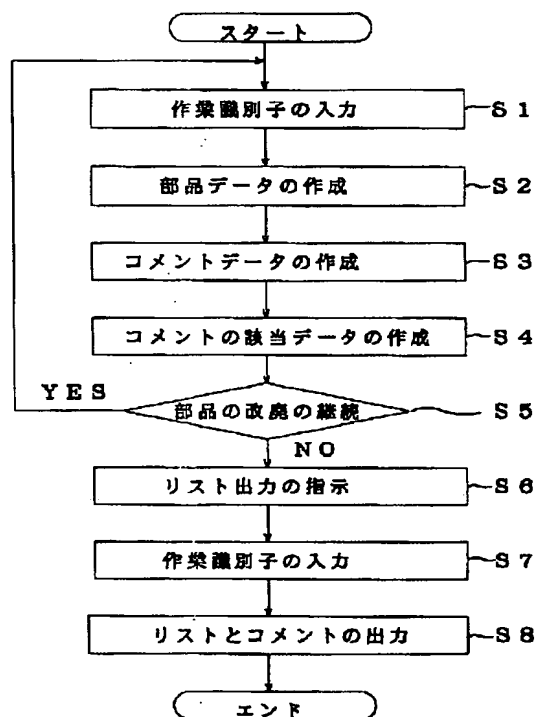 スタート
作業識別子の入力 S1
部品データの作成 S2
コメントデータの作成 S3
コメントの該当データの作成 S4
YES
部品の改廃の継続 S5
NO
リスト出力の指示 S6
作業識別子の入力 S7
リストとコメントの出力 S8
エンド